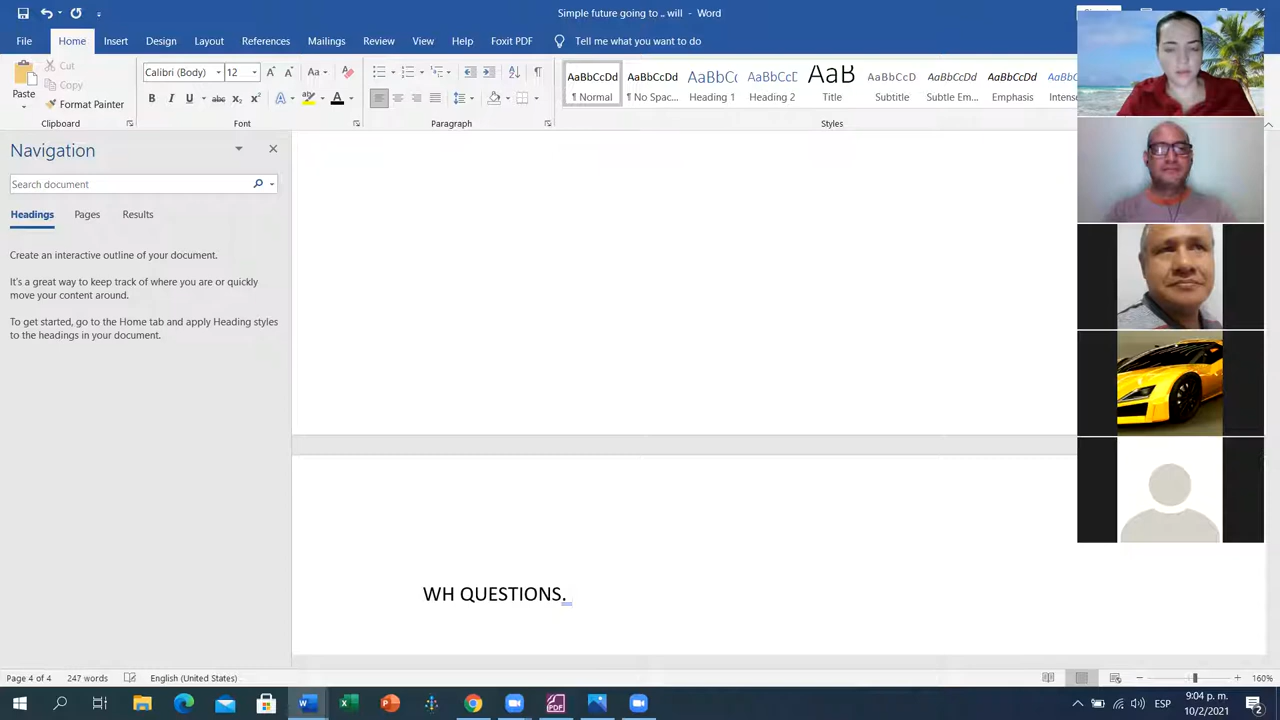 Simple future going to .. will - Word
File Home Insert Draw Design Layout References Mailings Review View Help Foxit PDF Tell me what you want to do
Paste
Cut
Copy
Format Painter
Clipboard
Calibri (Body) 12
Font
Paragraph
AaBbCcDd AaBbCcDd AaBbC AaBbCcD AaB AaBbCcD AaBbCcDd AaBbCcDd
¶ Normal ¶ No Spac... Heading 1 Heading 2 Title Subtitle Subtle Em... Emphasis Intense
Styles
Navigation
Search document
Headings Pages Results
Create an interactive outline of your document.
It's a great way to keep track of where you are or quickly
move your content around.
To get started, go to the Home tab and apply Heading styles
to the headings in your document.
WH QUESTIONS.
Page 4 of 4 247 words English (United States) 160%
ESP 9:04 p. m.
10/2/2021 2